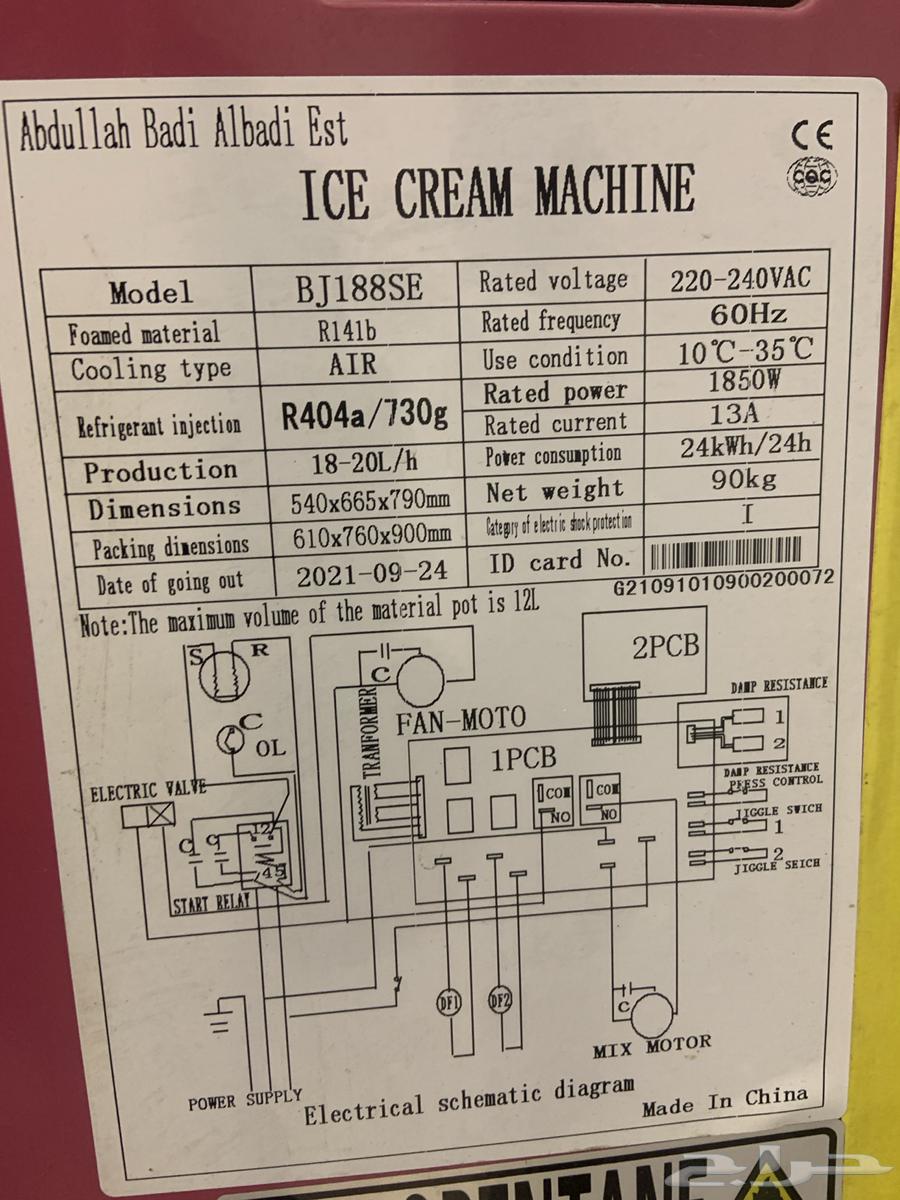 Abdullah Badi Albadi Est
CE
CQC
ICE CREAM MACHINE
Model BJ188SE Rated voltage 220-240VAC
Foamed material R141b Rated frequency 60Hz
Cooling type AIR Use condition 10℃-35℃
Refrigerant injection R404a/730g Rated power 1850W
Rated current 13A
Production 18-20L/h Power consumption 24kWh/24h
Dimensions 540x665x790mm Net weight 90kg
Packing dimensions 610x760x900mm Category of electric shock protection I
Date of going out 2021-09-24 ID card No.
G21091010900200072
Note:The maximum volume of the material pot is 12L
S R
C
OL
C
FAN-MOTO
TRANFORMER
2PCB
1PCB
DAMP RESISTANCE
1
2
DAMP RESISTANCE
PRESS CONTROL
COM
NO
COM
NO
JIGGLE SWICH
1
2
JIGGLE SEICH
ELECTRIC VALVE
C C
12
45
START RELAY
DF1 DF2
C
MIX MOTOR
POWER SUPPLY
Electrical schematic diagram
Made In China
حراج